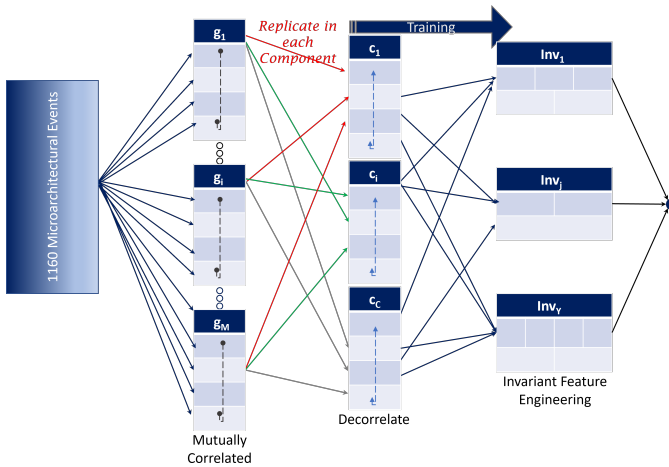 1160 Microarchitectural Events
g1
gi
gM
Mutually
Correlated
Replicate in
each
Component
Training
c1
ci
cC
Decorrelate
Inv1
Invj
InvY
Invariant Feature
Engineering